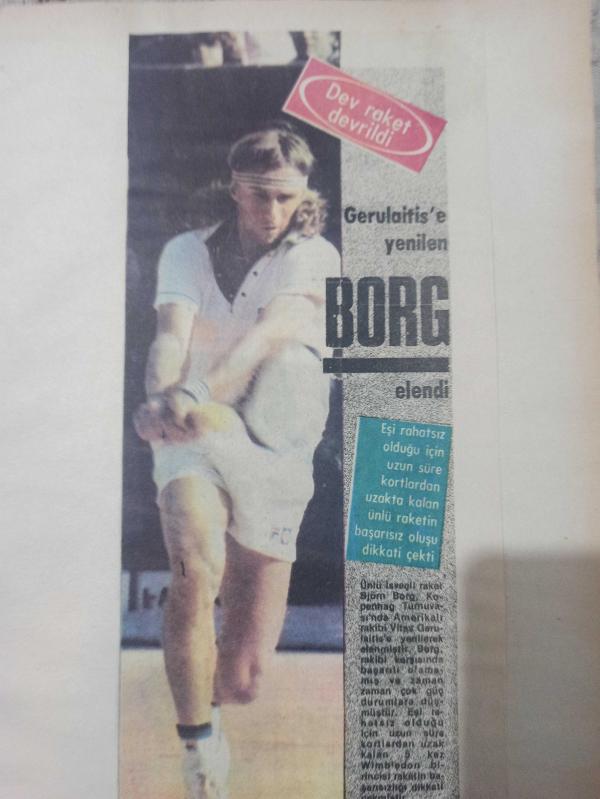 Dev raket
devrildi
Gerulaitis'e
yenilen
BORG
elendi
Eşi rahatsız
olduğu için
uzun süre
kortlardan
uzakta kalan
ünlü raketin
başarısız oluşu
dikkati çekti
Ünlü İsveçli raket
Björn Borg, Ko-
penhag Turnuva-
sı'nda Amerikalı
rakibi Vitas Geru-
laitis'e yenilerek
elenmiştir. Borg,
rakibi karşısında
başarılı olama-
mış ve zaman
zaman çok güç
durumlara düş-
müştür. Eşi ra-
hatsız olduğu
için uzun süre
kortlardan uzak
kalan 5 kez
Wimbledon bi-
rincisi raketin ba-
şarısızlığı dikkati